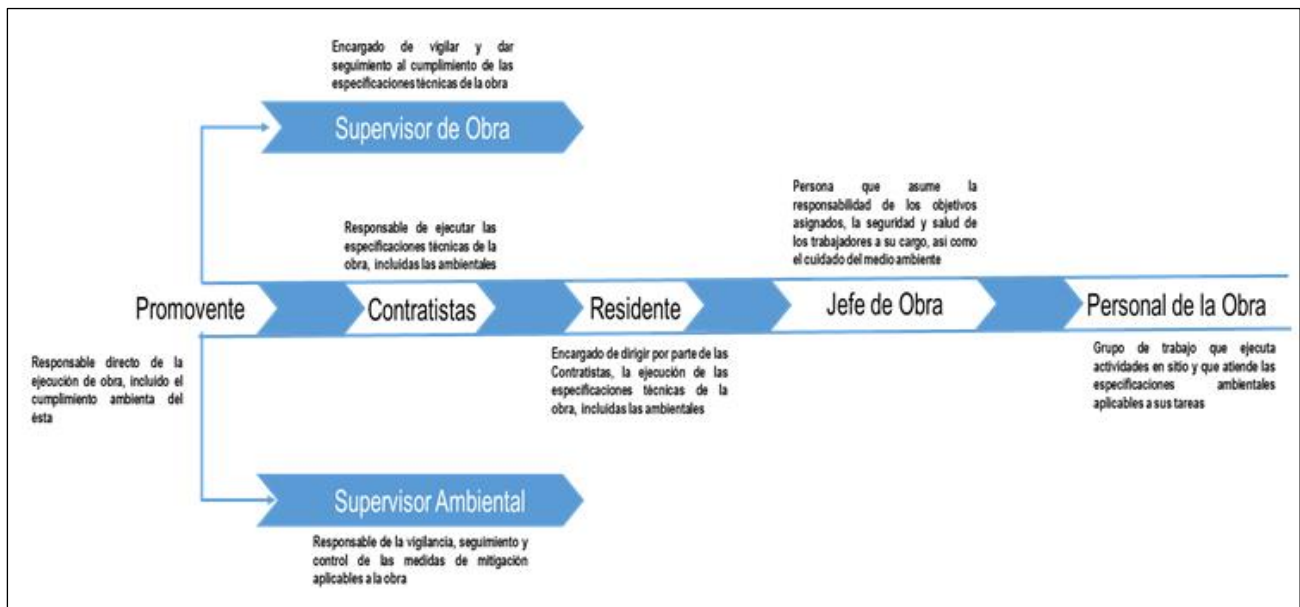 Encargado de vigilar y dar
seguimiento al cumplimiento de las
especificaciones técnicas de la obra
Supervisor de Obra
Persona que asume la
responsabilidad de los objetivos
asignados, la seguridad y salud de
los trabajadores a su cargo, así como
el cuidado del medio ambiente
Responsable de ejecutar las
especificaciones técnicas de la
obra, incluidas las ambientales
Promovente
Contratistas
Residente
Jefe de Obra
Personal de la Obra
Responsable directo de la
ejecución de obra, incluido el
cumplimiento ambienta del
ésta
Encargado de dirigir por parte de las
Contratistas, la ejecución de las
especificaciones técnicas de la
obra, incluidas las ambientales
Grupo de trabajo que ejecuta
actividades en sitio y que atiende las
especificaciones ambientales
aplicables a sus tareas
Supervisor Ambiental
Responsable de la vigilancia, seguimiento y
control de las medidas de mitigación
aplicables a la obra